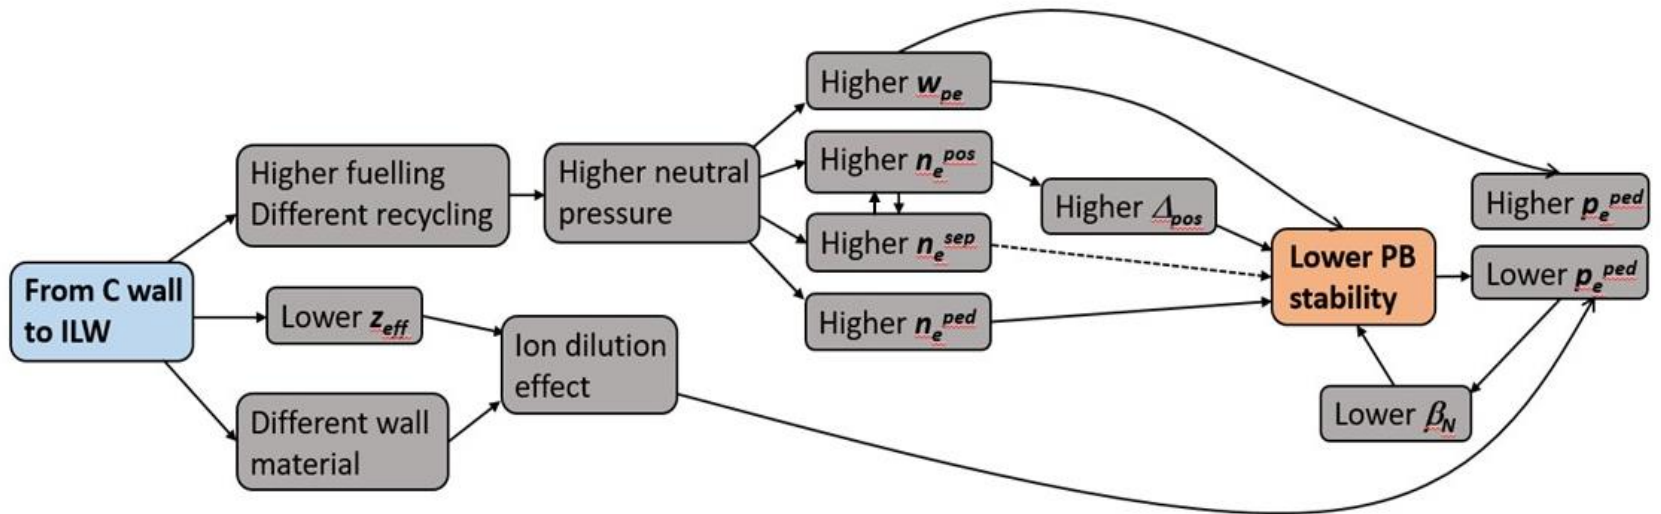 From C wall
to ILW
Higher fuelling
Different recycling
Lower z_eff
Different wall
material
Ion dilution
effect
Higher neutral
pressure
Higher w_pe
Higher n_e^pos
Higher n_e^sep
Higher n_e^ped
Higher Δ_pos
Lower PB
stability
Higher p_e^ped
Lower p_e^ped
Lower β_N